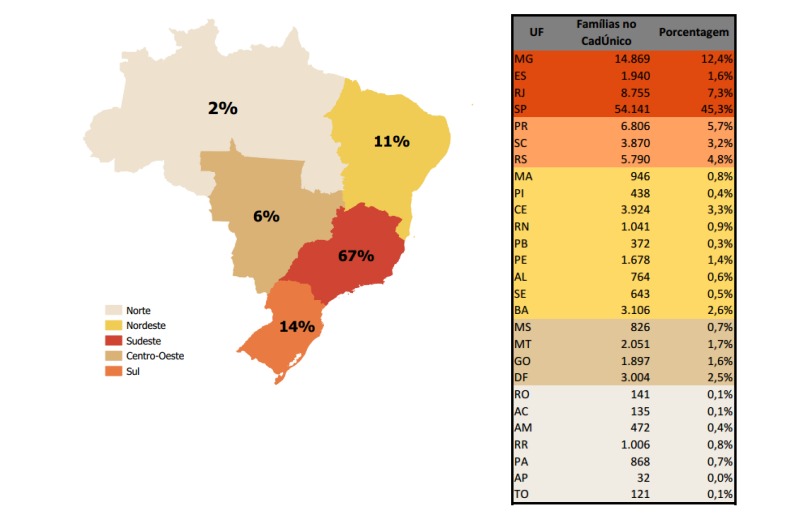 2%
11%
6%
67%
14%
Norte
Nordeste
Sudeste
Centro-Oeste
Sul
UF Famílias no CadÚnico Porcentagem
MG 14.869 12,4%
ES 1.940 1,6%
RJ 8.755 7,3%
SP 54.141 45,3%
PR 6.806 5,7%
SC 3.870 3,2%
RS 5.790 4,8%
MA 946 0,8%
PI 438 0,4%
CE 3.924 3,3%
RN 1.041 0,9%
PB 372 0,3%
PE 1.678 1,4%
AL 764 0,6%
SE 643 0,5%
BA 3.106 2,6%
MS 826 0,7%
MT 2.051 1,7%
GO 1.897 1,6%
DF 3.004 2,5%
RO 141 0,1%
AC 135 0,1%
AM 472 0,4%
RR 1.006 0,8%
PA 868 0,7%
AP 32 0,0%
TO 121 0,1%